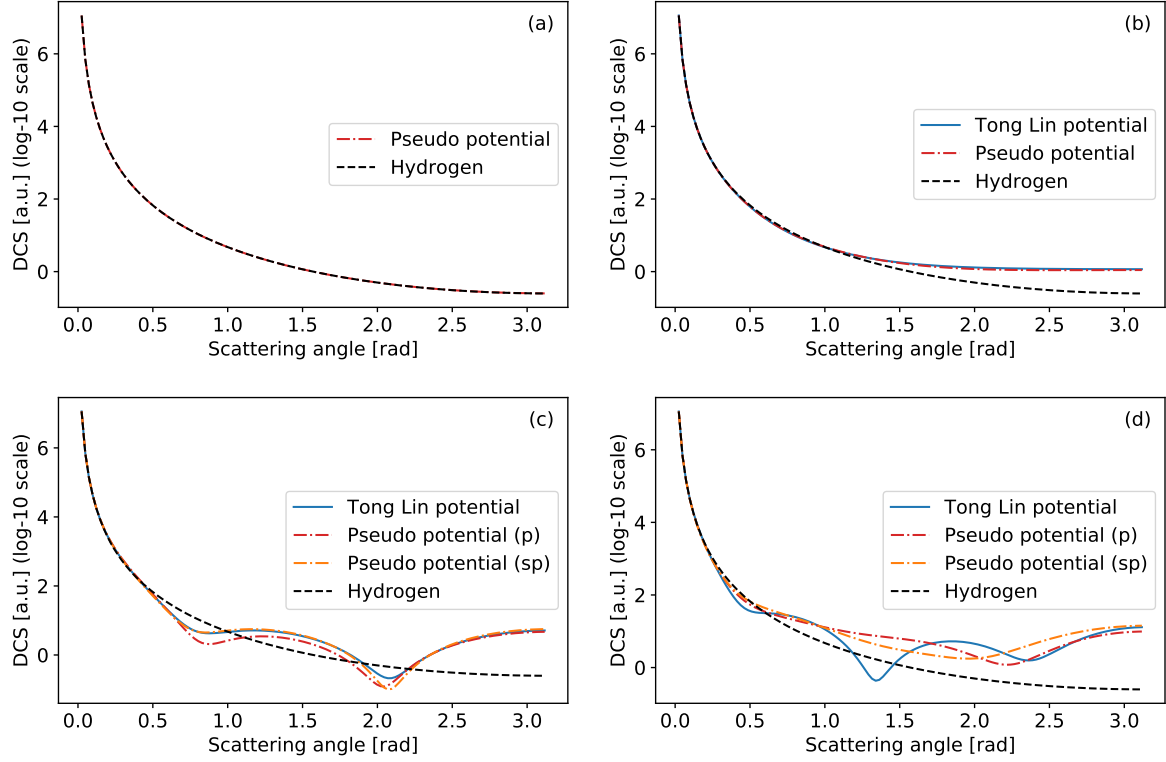 (a)
DCS [a.u.] (log-10 scale)
6
4
2
0
Pseudo potential
Hydrogen
0.0 0.5 1.0 1.5 2.0 2.5 3.0
Scattering angle [rad]
(b)
DCS [a.u.] (log-10 scale)
6
4
2
0
Tong Lin potential
Pseudo potential
Hydrogen
0.0 0.5 1.0 1.5 2.0 2.5 3.0
Scattering angle [rad]
(c)
DCS [a.u.] (log-10 scale)
6
4
2
0
Tong Lin potential
Pseudo potential (p)
Pseudo potential (sp)
Hydrogen
0.0 0.5 1.0 1.5 2.0 2.5 3.0
Scattering angle [rad]
(d)
DCS [a.u.] (log-10 scale)
6
4
2
0
Tong Lin potential
Pseudo potential (p)
Pseudo potential (sp)
Hydrogen
0.0 0.5 1.0 1.5 2.0 2.5 3.0
Scattering angle [rad]